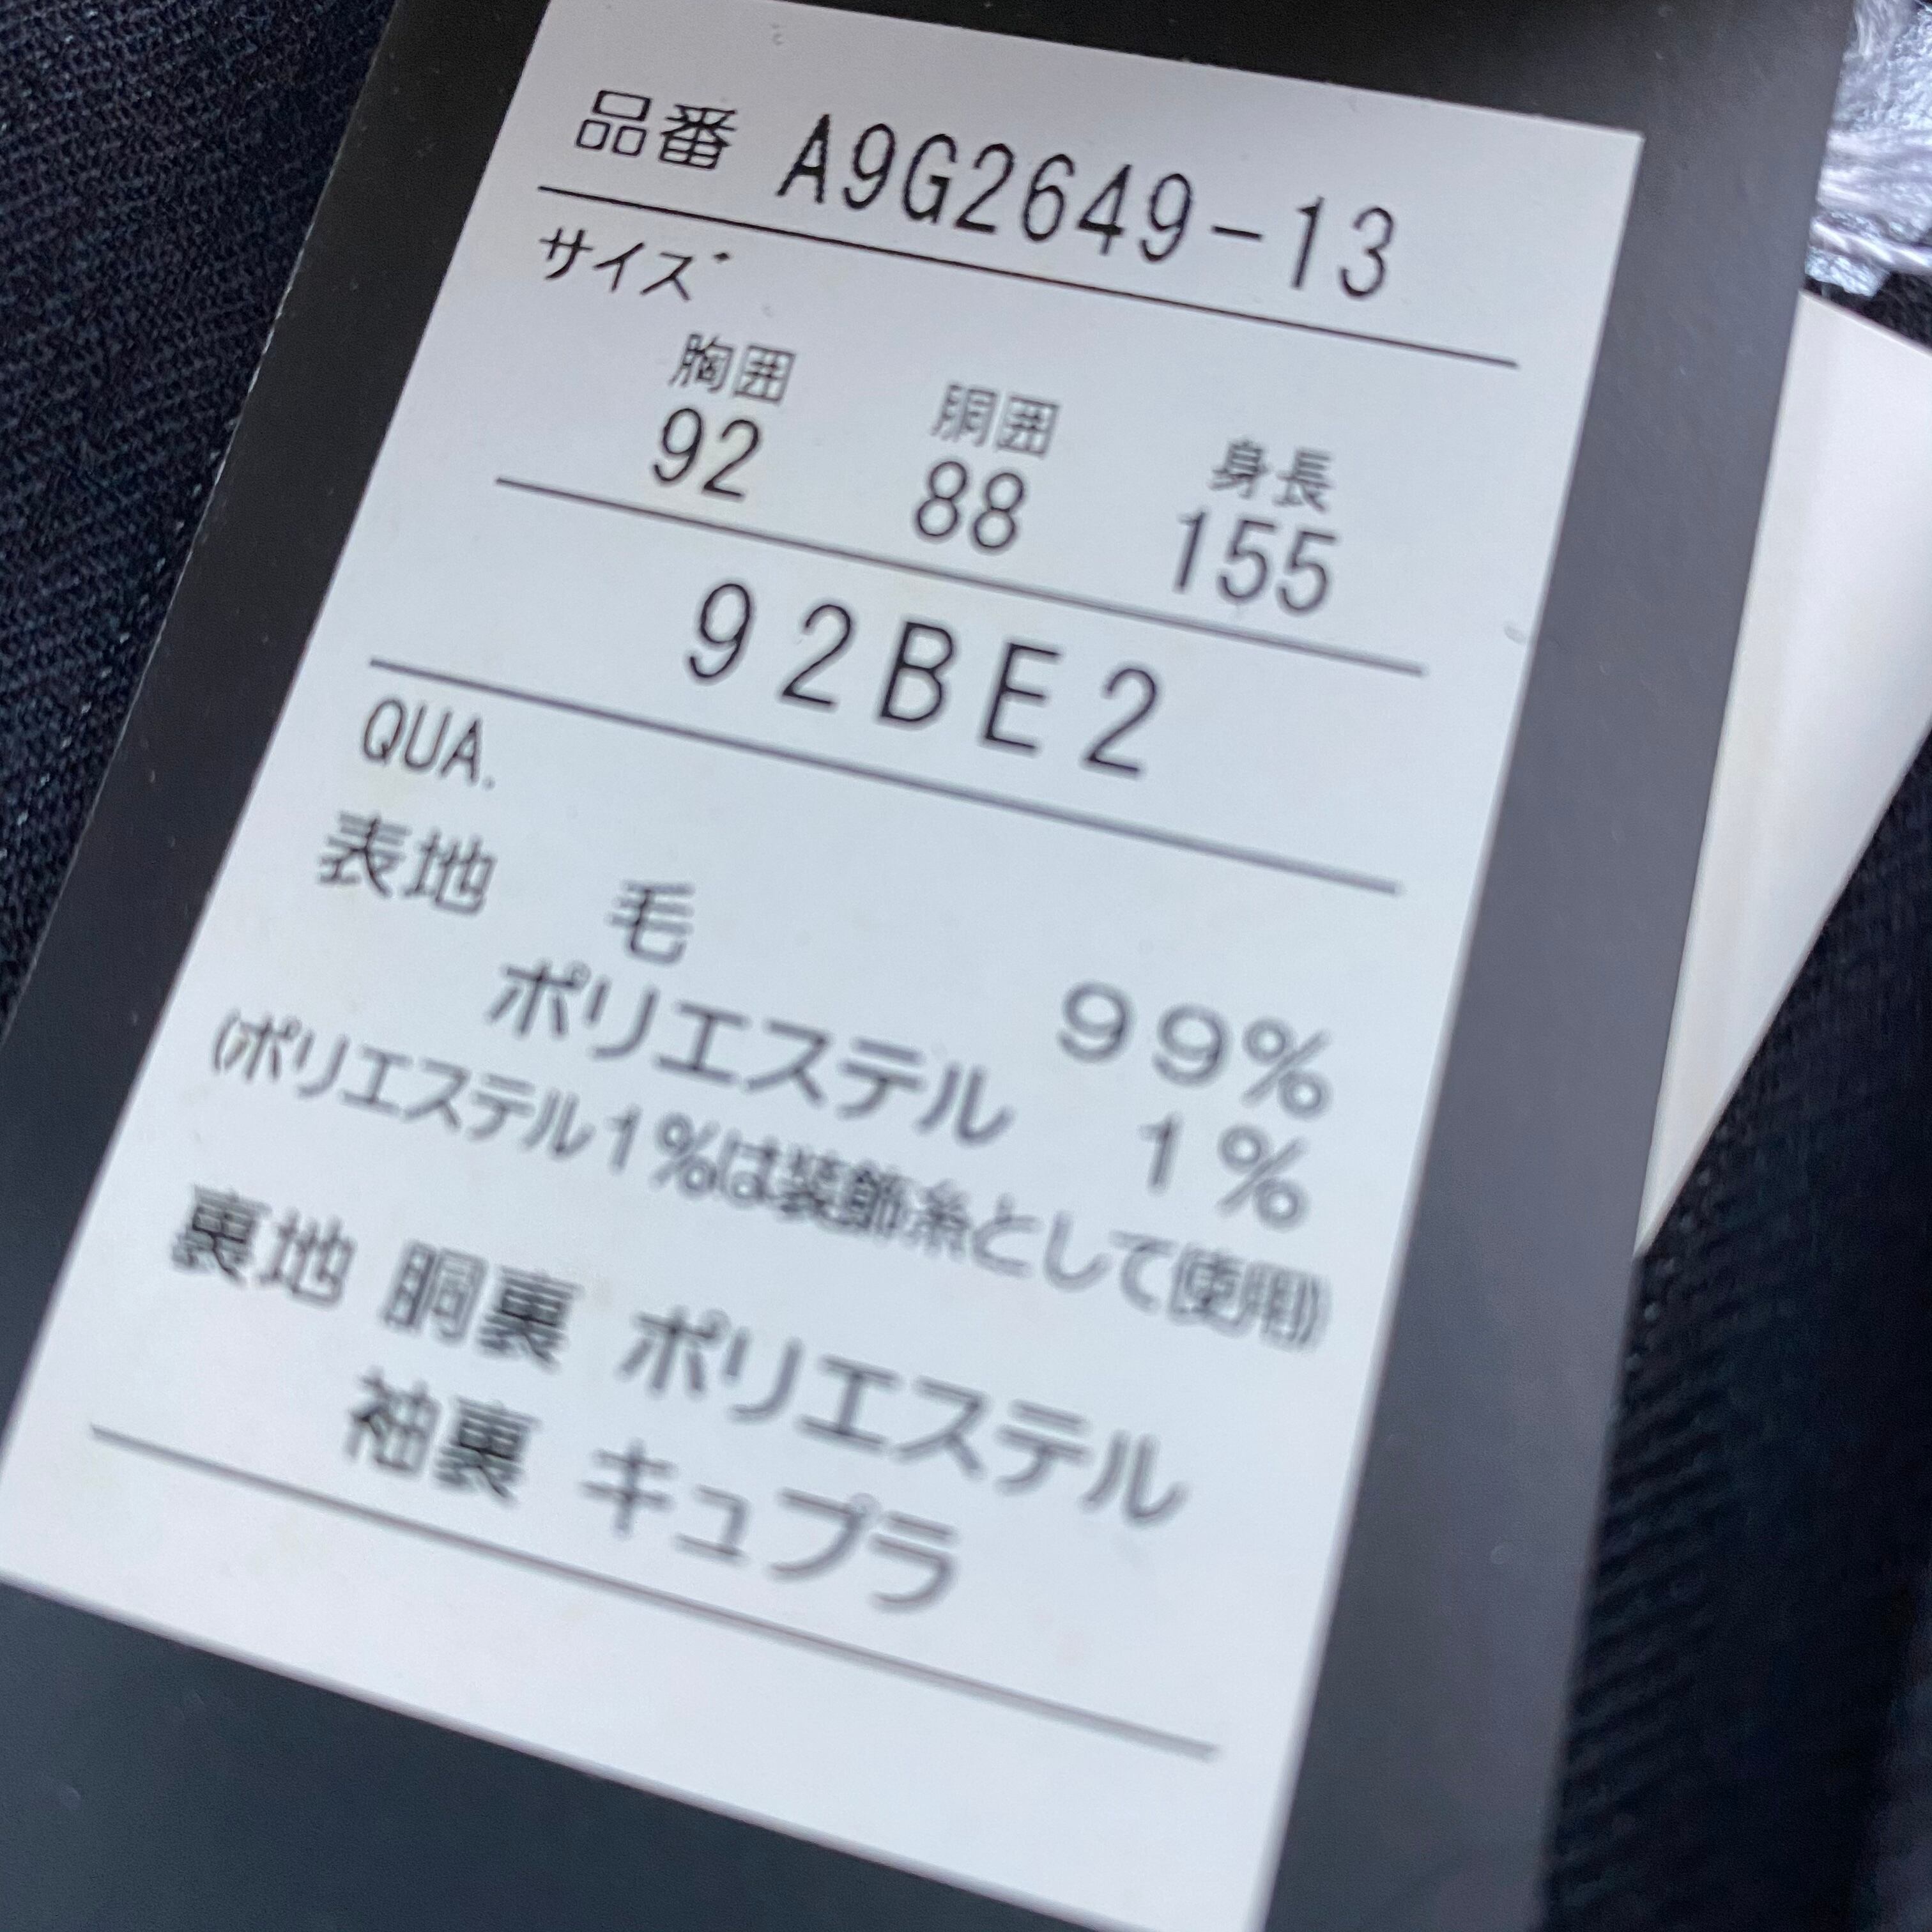 品番 A9G2649-13
サイズ
胸囲 胴囲 身長
92 88 155
92BE2
QUA.
表地 毛 99%
ポリエステル 1%
(ポリエステル1%は装飾糸として使用)
裏地 胴裏 ポリエステル
袖裏 キュプラ